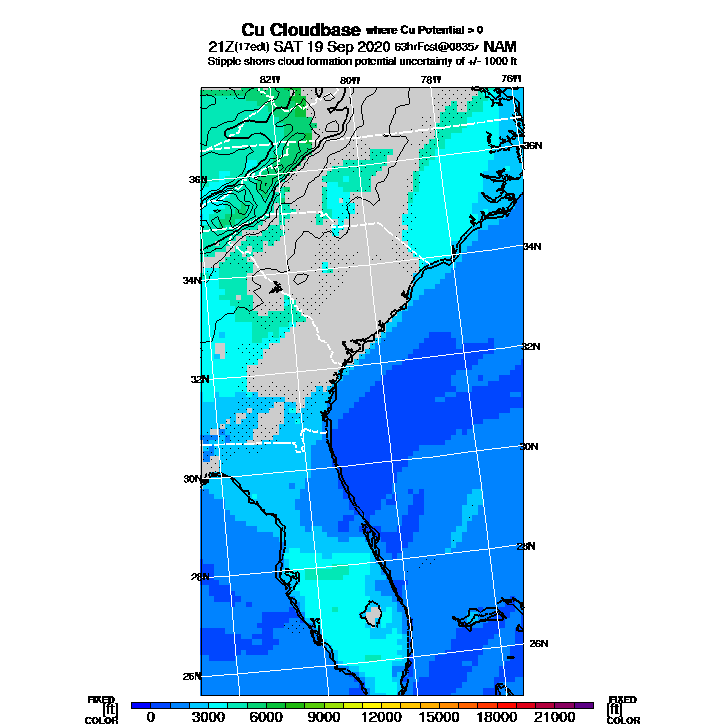 Cu Cloudbase where Cu Potential > 0
21Z(17edt) SAT 19 Sep 2020 63hrFcst@0835z NAM
Stipple shows cloud formation potential uncertainty of +/- 1000 ft
82W 80W 78W 76W
36N
36N
34N
34N
32N
32N
30N
30N
28N
28N
26N
26N
FIXED [ft] COLOR
0 3000 6000 9000 12000 15000 18000 21000
FIXED [ft] COLOR